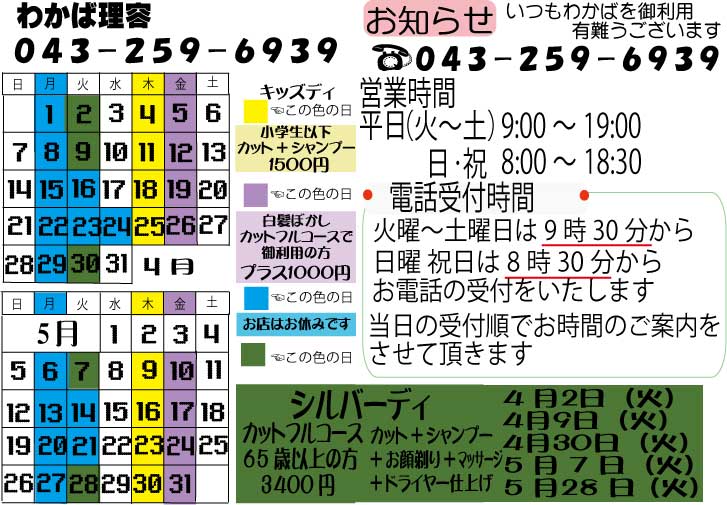 わかば理容
043-259-6939
日 月 火 水 木 金 土
1 2 3 4 5 6
7 8 9 10 11 12 13
14 15 16 17 18 19 20
21 22 23 24 25 26 27
28 29 30 31 4月
日 月 火 水 木 金 土
5月 1 2 3 4
5 6 7 8 9 10 11
12 13 14 15 16 17 18
19 20 21 22 23 24 25
26 27 28 29 30 31
キッズディ
☜この色の日
小学生以下
カット+シャンプー
1500円
☜この色の日
白髪ぼかし
カットフルコースで
御利用の方
プラス1000円
☜この色の日
お店はお休みです
☜この色の日
お知らせ
いつもわかばを御利用
有難うございます
☎043-259-6939
営業時間
平日(火〜土) 9:00 〜 19:00
日・祝 8:00 〜 18:30
電話受付時間
火曜〜土曜日は 9 時 30 分から
日曜 祝日は 8 時 30 分から
お電話の受付をいたします
当日の受付順でお時間のご案内を
させて頂きます
シルバーディ
カットフルコース
65歳以上の方
3400円
カット+シャンプー
+お顔剃り+マッサージ
+ドライヤー仕上げ
4月2日(火)
4月9日(火)
4月30日(火)
5月7日(火)
5月28日(火)